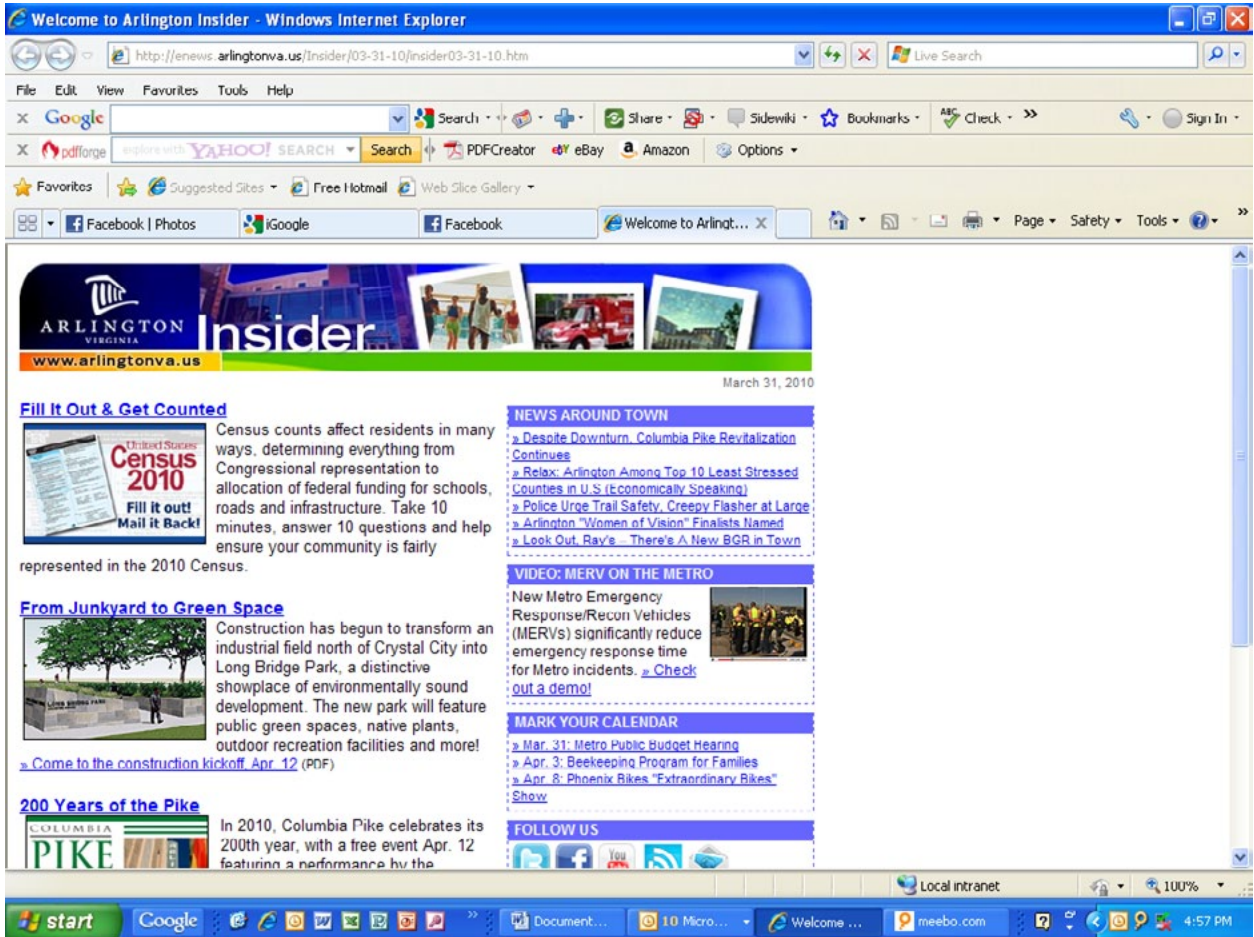 Welcome to Arlington Insider - Windows Internet Explorer
http://enews.arlingtonva.us/Insider/03-31-10/insider03-31-10.htm
Live Search
File Edit View Favorites Tools Help
x Google Search Share Sidewiki Bookmarks ABC Check >> Sign In
X pdfforge explore with YAHOO! SEARCH Search PDFCreator eBay a Amazon Options
Favorites Suggested Sites Free Hotmail Web Slice Gallery
Facebook | Photos iGoogle Facebook Welcome to Arlingt... X Page Safety Tools >>
ARLINGTON
VIRGINIA
Insider
www.arlingtonva.us
March 31, 2010
Fill It Out & Get Counted
United States
Census
2010
Fill it out!
Mail it Back!
Census counts affect residents in many
ways, determining everything from
Congressional representation to
allocation of federal funding for schools,
roads and infrastructure. Take 10
minutes, answer 10 questions and help
ensure your community is fairly
represented in the 2010 Census.
From Junkyard to Green Space
LONG BRIDGE PARK
Construction has begun to transform an
industrial field north of Crystal City into
Long Bridge Park, a distinctive
showplace of environmentally sound
development. The new park will feature
public green spaces, native plants,
outdoor recreation facilities and more!
» Come to the construction kickoff, Apr. 12 (PDF)
200 Years of the Pike
COLUMBIA
PIKE
In 2010, Columbia Pike celebrates its
200th year, with a free event Apr. 12
featuring a performance by the
NEWS AROUND TOWN
» Despite Downturn, Columbia Pike Revitalization
Continues
» Relax: Arlington Among Top 10 Least Stressed
Counties in U.S (Economically Speaking)
» Police Urge Trail Safety, Creepy Flasher at Large
» Arlington "Women of Vision" Finalists Named
» Look Out, Ray's – There's A New BGR in Town
VIDEO: MERV ON THE METRO
New Metro Emergency
Response/Recon Vehicles
(MERVs) significantly reduce
emergency response time
for Metro incidents. » Check
out a demo!
MARK YOUR CALENDAR
» Mar. 31: Metro Public Budget Hearing
» Apr. 3: Beekeeping Program for Families
» Apr. 8: Phoenix Bikes "Extraordinary Bikes"
Show
FOLLOW US
You
Local intranet 100%
start Google >> Document... 10 Micro... Welcome ... meebo.com 4:57 PM